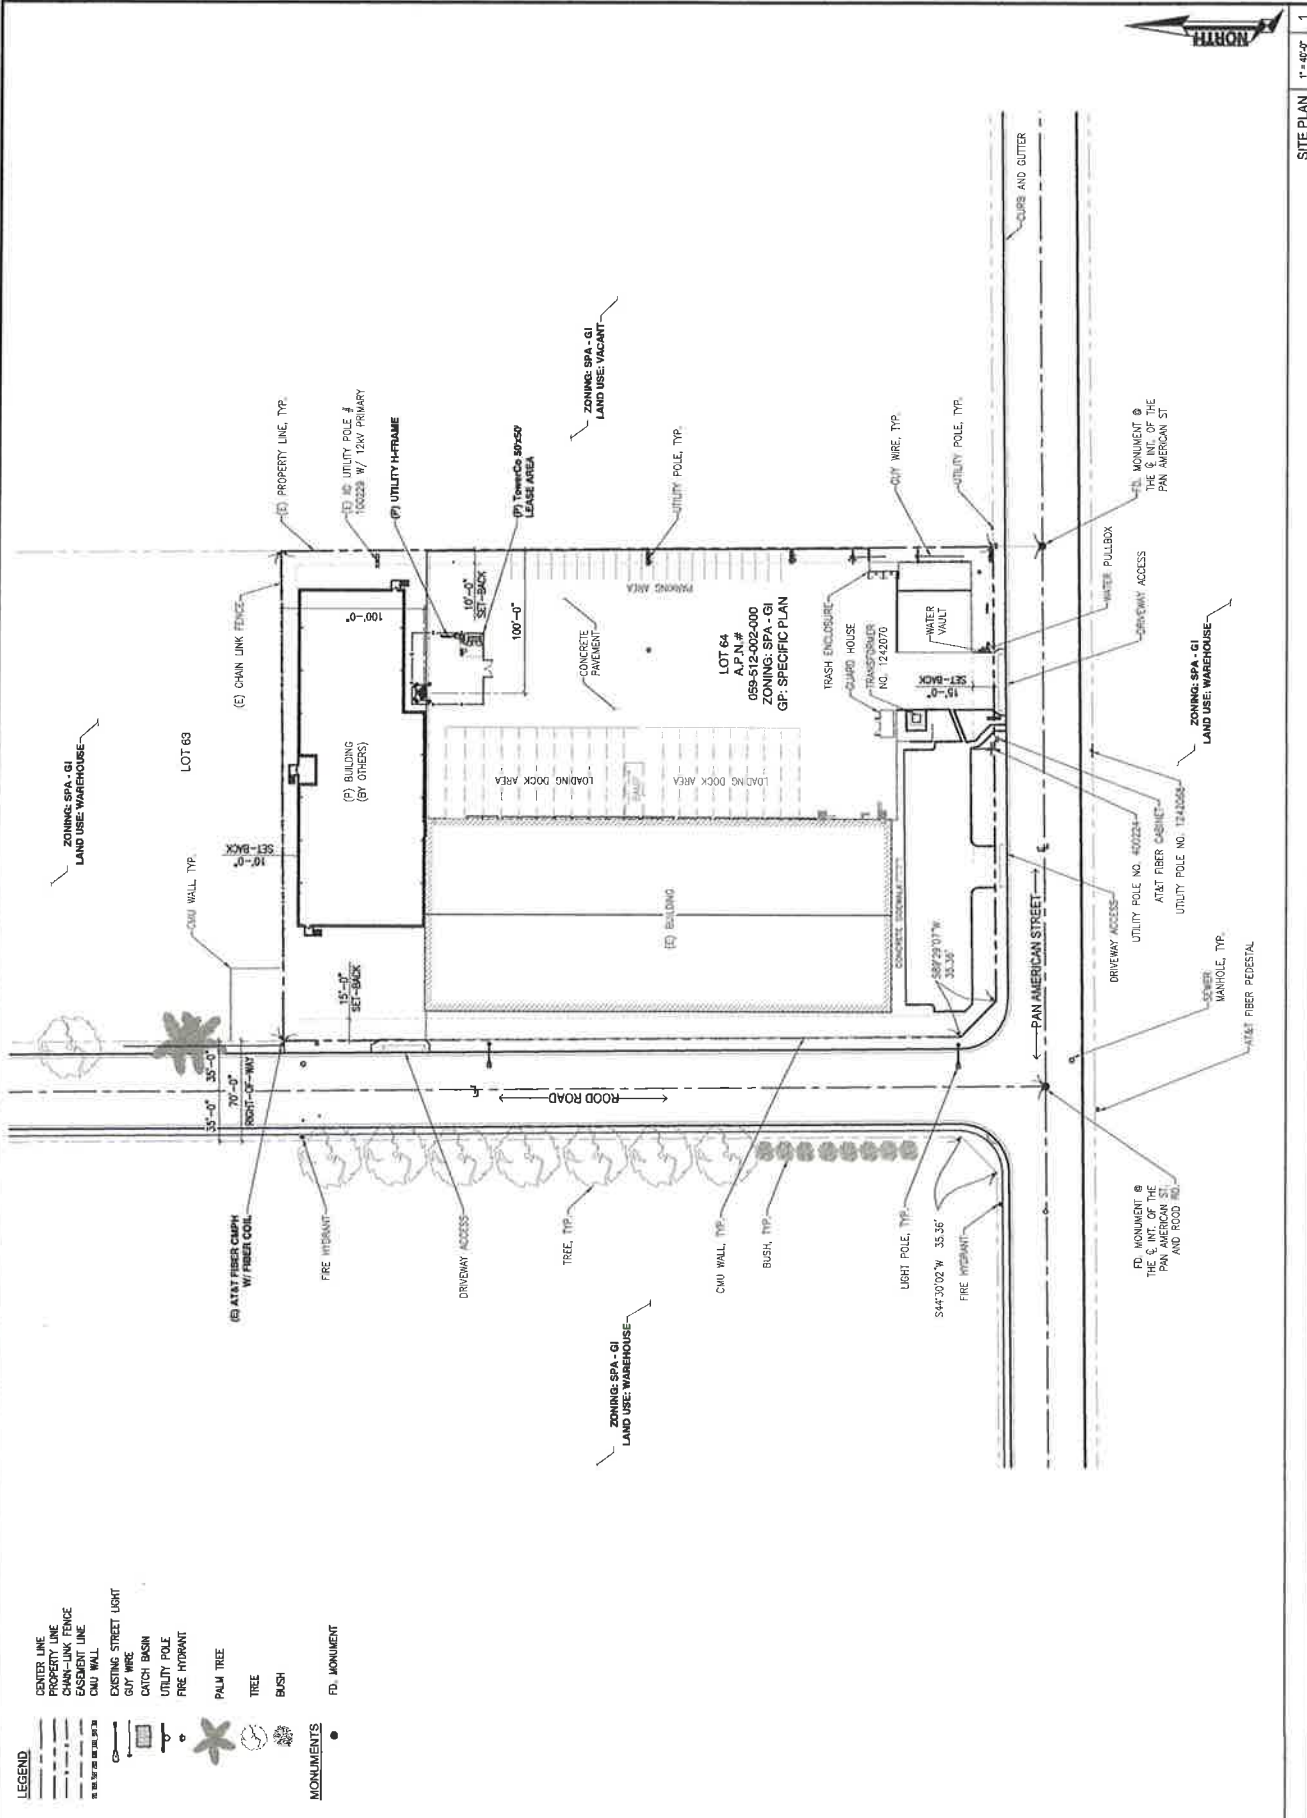 LEGEND
CENTER LINE
PROPERTY LINE
CHAIN-LINK FENCE
EASEMENT LINE
CMU WALL
EXISTING STREET LIGHT
GUY WIRE
CATCH BASIN
UTILITY POLE
FIRE HYDRANT
PALM TREE
TREE
BUSH
MONUMENTS
FD. MONUMENT
ZONING: SPA - GI
LAND USE: WAREHOUSE
LOT 63
CMU WALL, TYP.
(E) CHAIN LINK FENCE
(E) PROPERTY LINE, TYP.
(E) IID UTILITY POLE #
100229 W/ 12kV PRIMARY
(P) UTILITY H-FRAME
(P) TowerCo 50'x50'
LEASE AREA
ZONING: SPA - GI
LAND USE: VACANT
UTILITY POLE, TYP.
GUY WIRE, TYP.
UTILITY POLE, TYP.
CURB AND GUTTER
NORTH
10'-0"
SET-BACK
100'-0"
(P) BUILDING
(BY OTHERS)
10'-0"
SET-BACK
100'-0"
15'-0"
SET-BACK
35'-0"
35'-0"
70'-0"
RIGHT-OF-WAY
(E) AT&T FIBER CMPH
W/ FIBER COIL
FIRE HYDRANT
DRIVEWAY ACCESS
TREE, TYP.
CMU WALL, TYP.
BUSH, TYP.
LIGHT POLE, TYP.
S44°30'02"W 35.36'
FIRE HYDRANT
ZONING: SPA - GI
LAND USE: WAREHOUSE
ROOD ROAD
LOADING DOCK AREA
RAMP
LOADING DOCK AREA
CONCRETE
PAVEMENT
PARKING AREA
LOT 64
A.P.N.#
059-512-002-000
ZONING: SPA - GI
GP: SPECIFIC PLAN
(E) BUILDING
CONCRETE SIDEWALK
35.36'
TRASH ENCLOSURE
GUARD HOUSE
TRANSFORMER
NO. 1242070
WATER
VAULT
15'-0"
SET-BACK
PAN AMERICAN STREET
FD. MONUMENT @
THE ℄ INT. OF THE
PAN AMERICAN ST
WATER PULLBOX
DRIVEWAY ACCESS
DRIVEWAY ACCESS
UTILITY POLE NO. 400224
AT&T FIBER CABINET
UTILITY POLE NO. 1242068
ZONING: SPA - GI
LAND USE: WAREHOUSE
SEWER
MANHOLE, TYP.
AT&T FIBER PEDESTAL
FD. MONUMENT @
THE ℄ INT. OF THE
PAN AMERICAN ST.
AND ROOD RD.
SITE PLAN
1" = 40'-0"
1